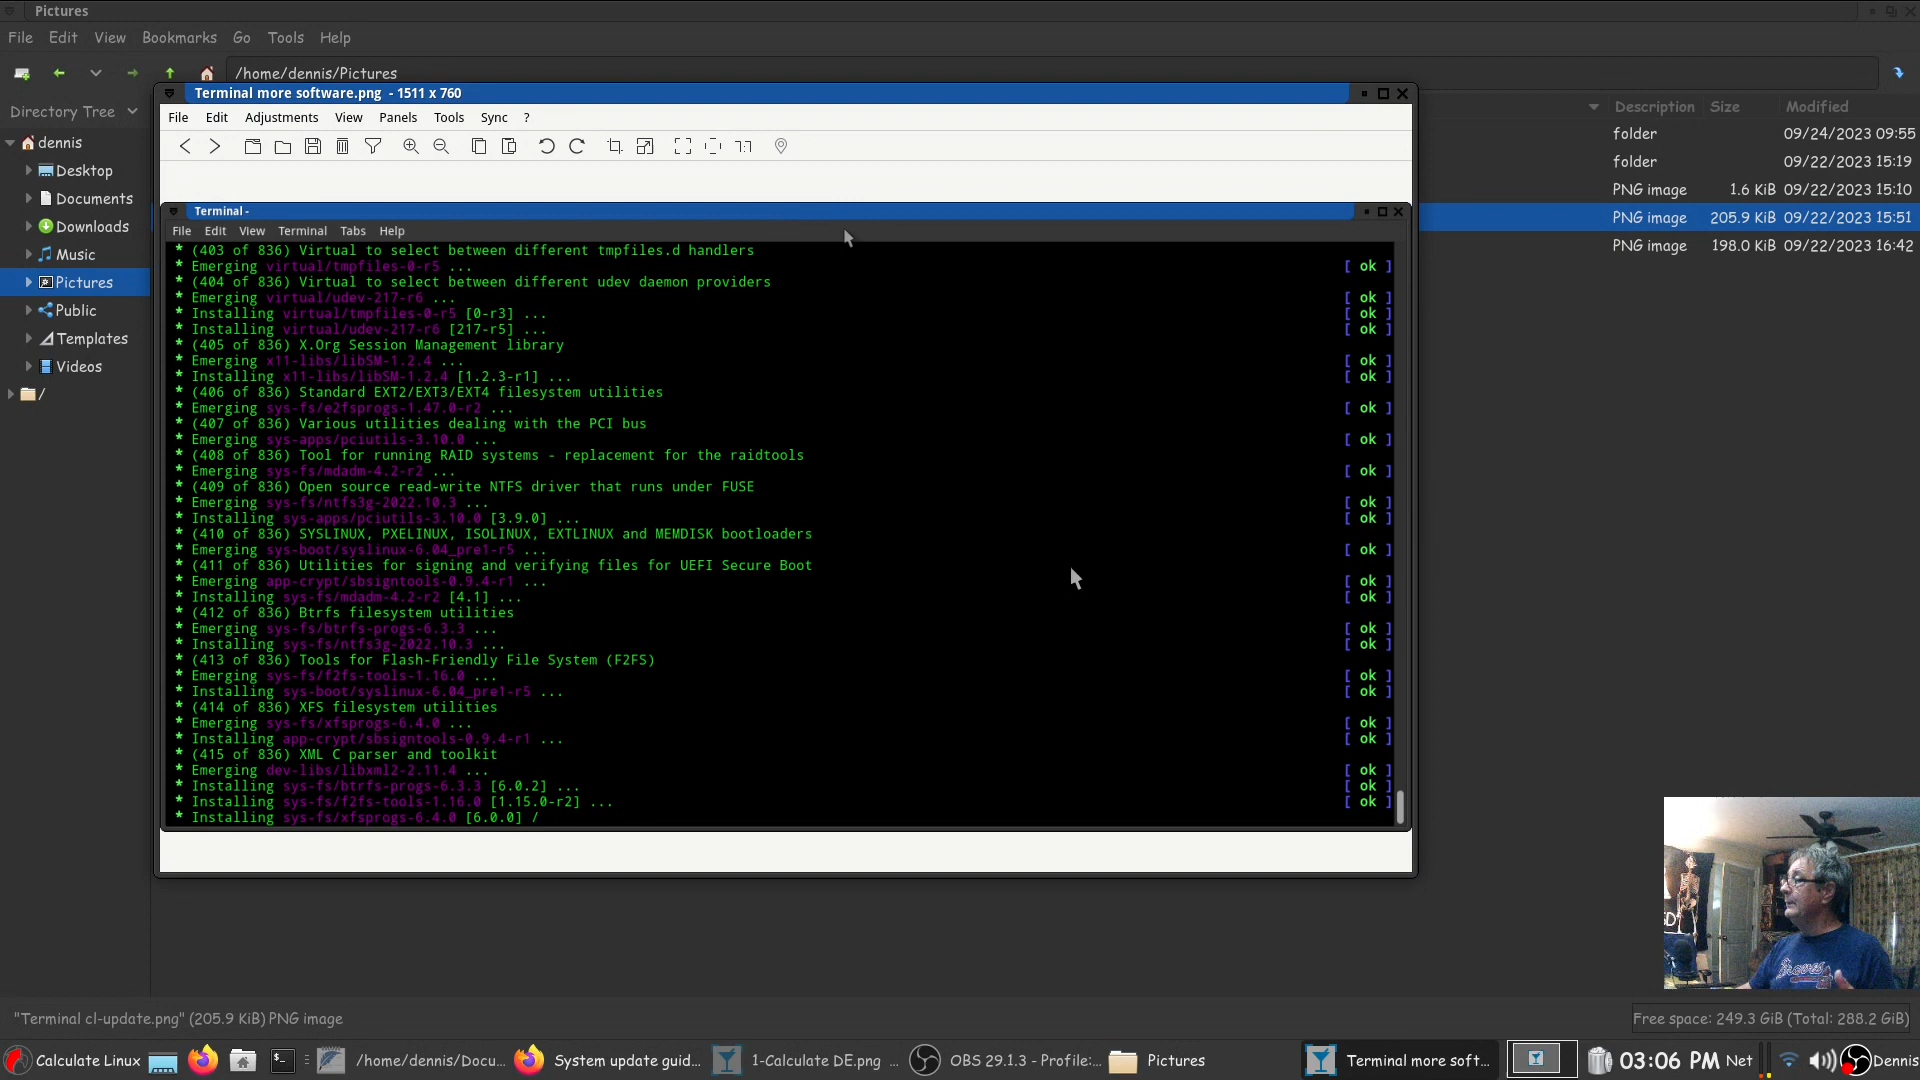 Pictures
File Edit View Bookmarks Go Tools Help
/home/dennis/Pictures
Directory Tree
Description Size Modified
dennis
Desktop
Documents
Downloads
Music
Pictures
Public
Templates
Videos
/
folder 09/24/2023 09:55
folder 09/22/2023 15:19
PNG image 1.6 KiB 09/22/2023 15:10
PNG image 205.9 KiB 09/22/2023 15:51
PNG image 198.0 KiB 09/22/2023 16:42
Terminal more software.png - 1511 x 760
File Edit Adjustments View Panels Tools Sync ?
Terminal -
File Edit View Terminal Tabs Help
* (403 of 836) Virtual to select between different tmpfiles.d handlers
* Emerging virtual/tmpfiles-0-r5 ... [ ok ]
* (404 of 836) Virtual to select between different udev daemon providers
* Emerging virtual/udev-217-r6 ... [ ok ]
* Installing virtual/tmpfiles-0-r5 [0-r3] ... [ ok ]
* Installing virtual/udev-217-r6 [217-r5] ... [ ok ]
* (405 of 836) X.Org Session Management library
* Emerging x11-libs/libSM-1.2.4 ... [ ok ]
* Installing x11-libs/libSM-1.2.4 [1.2.3-r1] ... [ ok ]
* (406 of 836) Standard EXT2/EXT3/EXT4 filesystem utilities
* Emerging sys-fs/e2fsprogs-1.47.0-r2 ... [ ok ]
* (407 of 836) Various utilities dealing with the PCI bus
* Emerging sys-apps/pciutils-3.10.0 ... [ ok ]
* (408 of 836) Tool for running RAID systems - replacement for the raidtools
* Emerging sys-fs/mdadm-4.2-r2 ... [ ok ]
* (409 of 836) Open source read-write NTFS driver that runs under FUSE
* Emerging sys-fs/ntfs3g-2022.10.3 ... [ ok ]
* Installing sys-apps/pciutils-3.10.0 [3.9.0] ... [ ok ]
* (410 of 836) SYSLINUX, PXELINUX, ISOLINUX, EXTLINUX and MEMDISK bootloaders
* Emerging sys-boot/syslinux-6.04_pre1-r5 ... [ ok ]
* (411 of 836) Utilities for signing and verifying files for UEFI Secure Boot
* Emerging app-crypt/sbsigntools-0.9.4-r1 ... [ ok ]
* Installing sys-fs/mdadm-4.2-r2 [4.1] ... [ ok ]
* (412 of 836) Btrfs filesystem utilities
* Emerging sys-fs/btrfs-progs-6.3.3 ... [ ok ]
* Installing sys-fs/ntfs3g-2022.10.3 ... [ ok ]
* (413 of 836) Tools for Flash-Friendly File System (F2FS)
* Emerging sys-fs/f2fs-tools-1.16.0 ... [ ok ]
* Installing sys-boot/syslinux-6.04_pre1-r5 ... [ ok ]
* (414 of 836) XFS filesystem utilities
* Emerging sys-fs/xfsprogs-6.4.0 ... [ ok ]
* Installing app-crypt/sbsigntools-0.9.4-r1 ... [ ok ]
* (415 of 836) XML C parser and toolkit
* Emerging dev-libs/libxml2-2.11.4 ... [ ok ]
* Installing sys-fs/btrfs-progs-6.3.3 [6.0.2] ... [ ok ]
* Installing sys-fs/f2fs-tools-1.16.0 [1.15.0-r2] ... [ ok ]
* Installing sys-fs/xfsprogs-6.4.0 [6.0.0] /
"Terminal cl-update.png" (205.9 KiB) PNG image
Free space: 249.3 GiB (Total: 288.2 GiB)
Calculate Linux /home/dennis/Docu... System update guid... 1-Calculate DE.png ... OBS 29.1.3 - Profile:... Pictures Terminal more soft... 03:06 PM Net Dennis